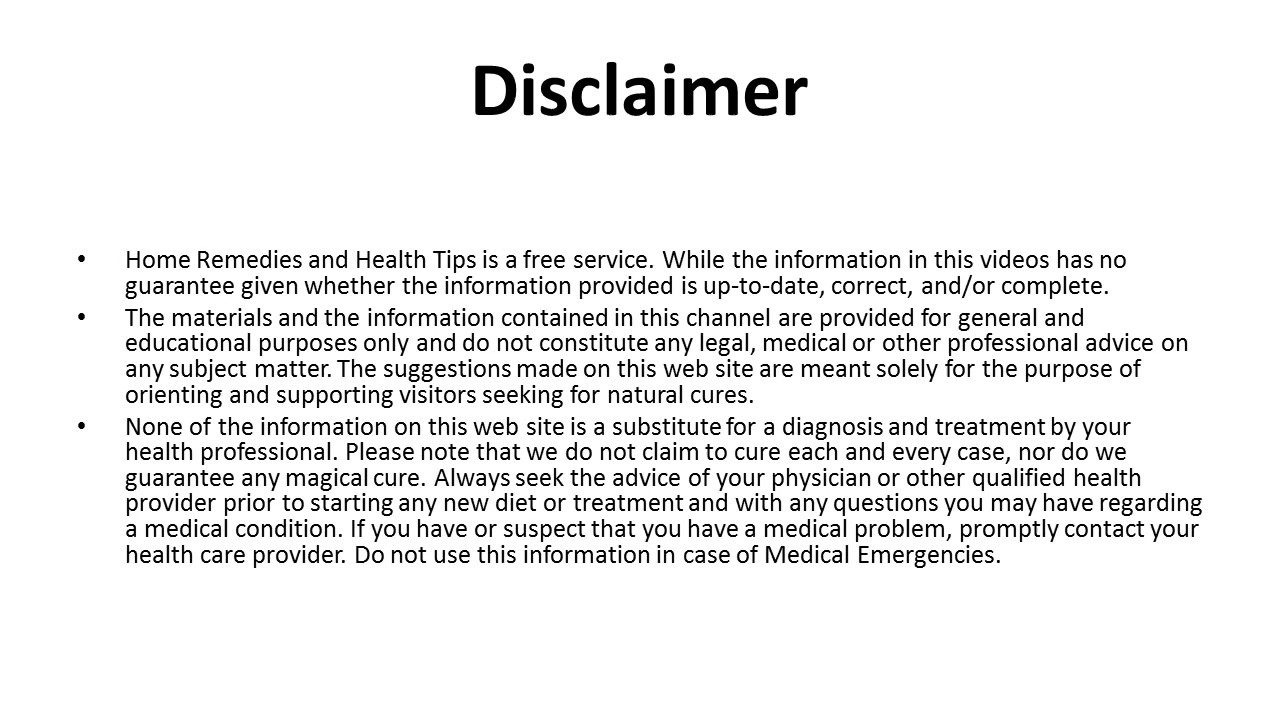 Disclaimer
• Home Remedies and Health Tips is a free service. While the information in this videos has no
guarantee given whether the information provided is up-to-date, correct, and/or complete.
• The materials and the information contained in this channel are provided for general and
educational purposes only and do not constitute any legal, medical or other professional advice on
any subject matter. The suggestions made on this web site are meant solely for the purpose of
orienting and supporting visitors seeking for natural cures.
• None of the information on this web site is a substitute for a diagnosis and treatment by your
health professional. Please note that we do not claim to cure each and every case, nor do we
guarantee any magical cure. Always seek the advice of your physician or other qualified health
provider prior to starting any new diet or treatment and with any questions you may have regarding
a medical condition. If you have or suspect that you have a medical problem, promptly contact your
health care provider. Do not use this information in case of Medical Emergencies.